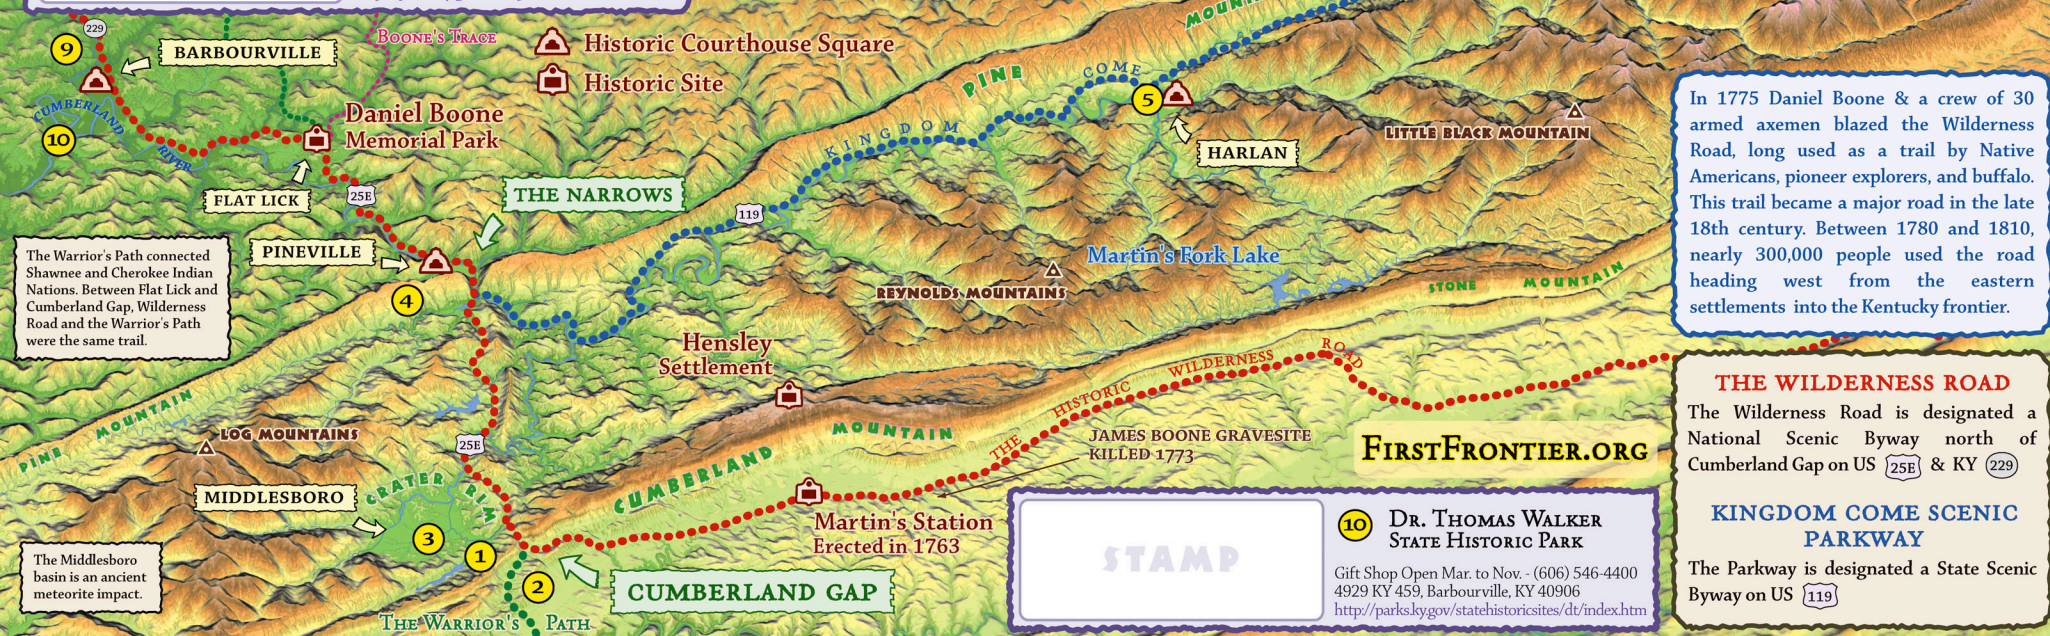 229
9
BARBOURVILLE
BOONE'S TRACE
Historic Courthouse Square
Historic Site
CUMBERLAND
RIVER
10
Daniel Boone
Memorial Park
FLAT LICK
25E
THE NARROWS
PINEVILLE
4
The Warrior's Path connected
Shawnee and Cherokee Indian
Nations. Between Flat Lick and
Cumberland Gap, Wilderness
Road and the Warrior's Path
were the same trail.
PINE
KINGDOM
COME
5
HARLAN
LITTLE BLACK MOUNTAIN
119
Martin's Fork Lake
REYNOLDS MOUNTAINS
STONE MOUNTAIN
In 1775 Daniel Boone & a crew of 30
armed axemen blazed the Wilderness
Road, long used as a trail by Native
Americans, pioneer explorers, and buffalo.
This trail became a major road in the late
18th century. Between 1780 and 1810,
nearly 300,000 people used the road
heading west from the eastern
settlements into the Kentucky frontier.
Hensley
Settlement
PINE MOUNTAIN
LOG MOUNTAINS
25E
MIDDLESBORO
CRATER RIM
3
1
2
The Middlesboro
basin is an ancient
meteorite impact.
THE WARRIOR'S PATH
CUMBERLAND GAP
CUMBERLAND MOUNTAIN
THE HISTORIC WILDERNESS ROAD
JAMES BOONE GRAVESITE
KILLED 1773
Martin's Station
Erected in 1763
FIRSTFRONTIER.ORG
STAMP
10
DR. THOMAS WALKER
STATE HISTORIC PARK
Gift Shop Open Mar. to Nov. - (606) 546-4400
4929 KY 459, Barbourville, KY 40906
http://parks.ky.gov/statehistoricsites/dt/index.htm
THE WILDERNESS ROAD
The Wilderness Road is designated a
National Scenic Byway north of
Cumberland Gap on US 25E & KY 229
KINGDOM COME SCENIC
PARKWAY
The Parkway is designated a State Scenic
Byway on US 119